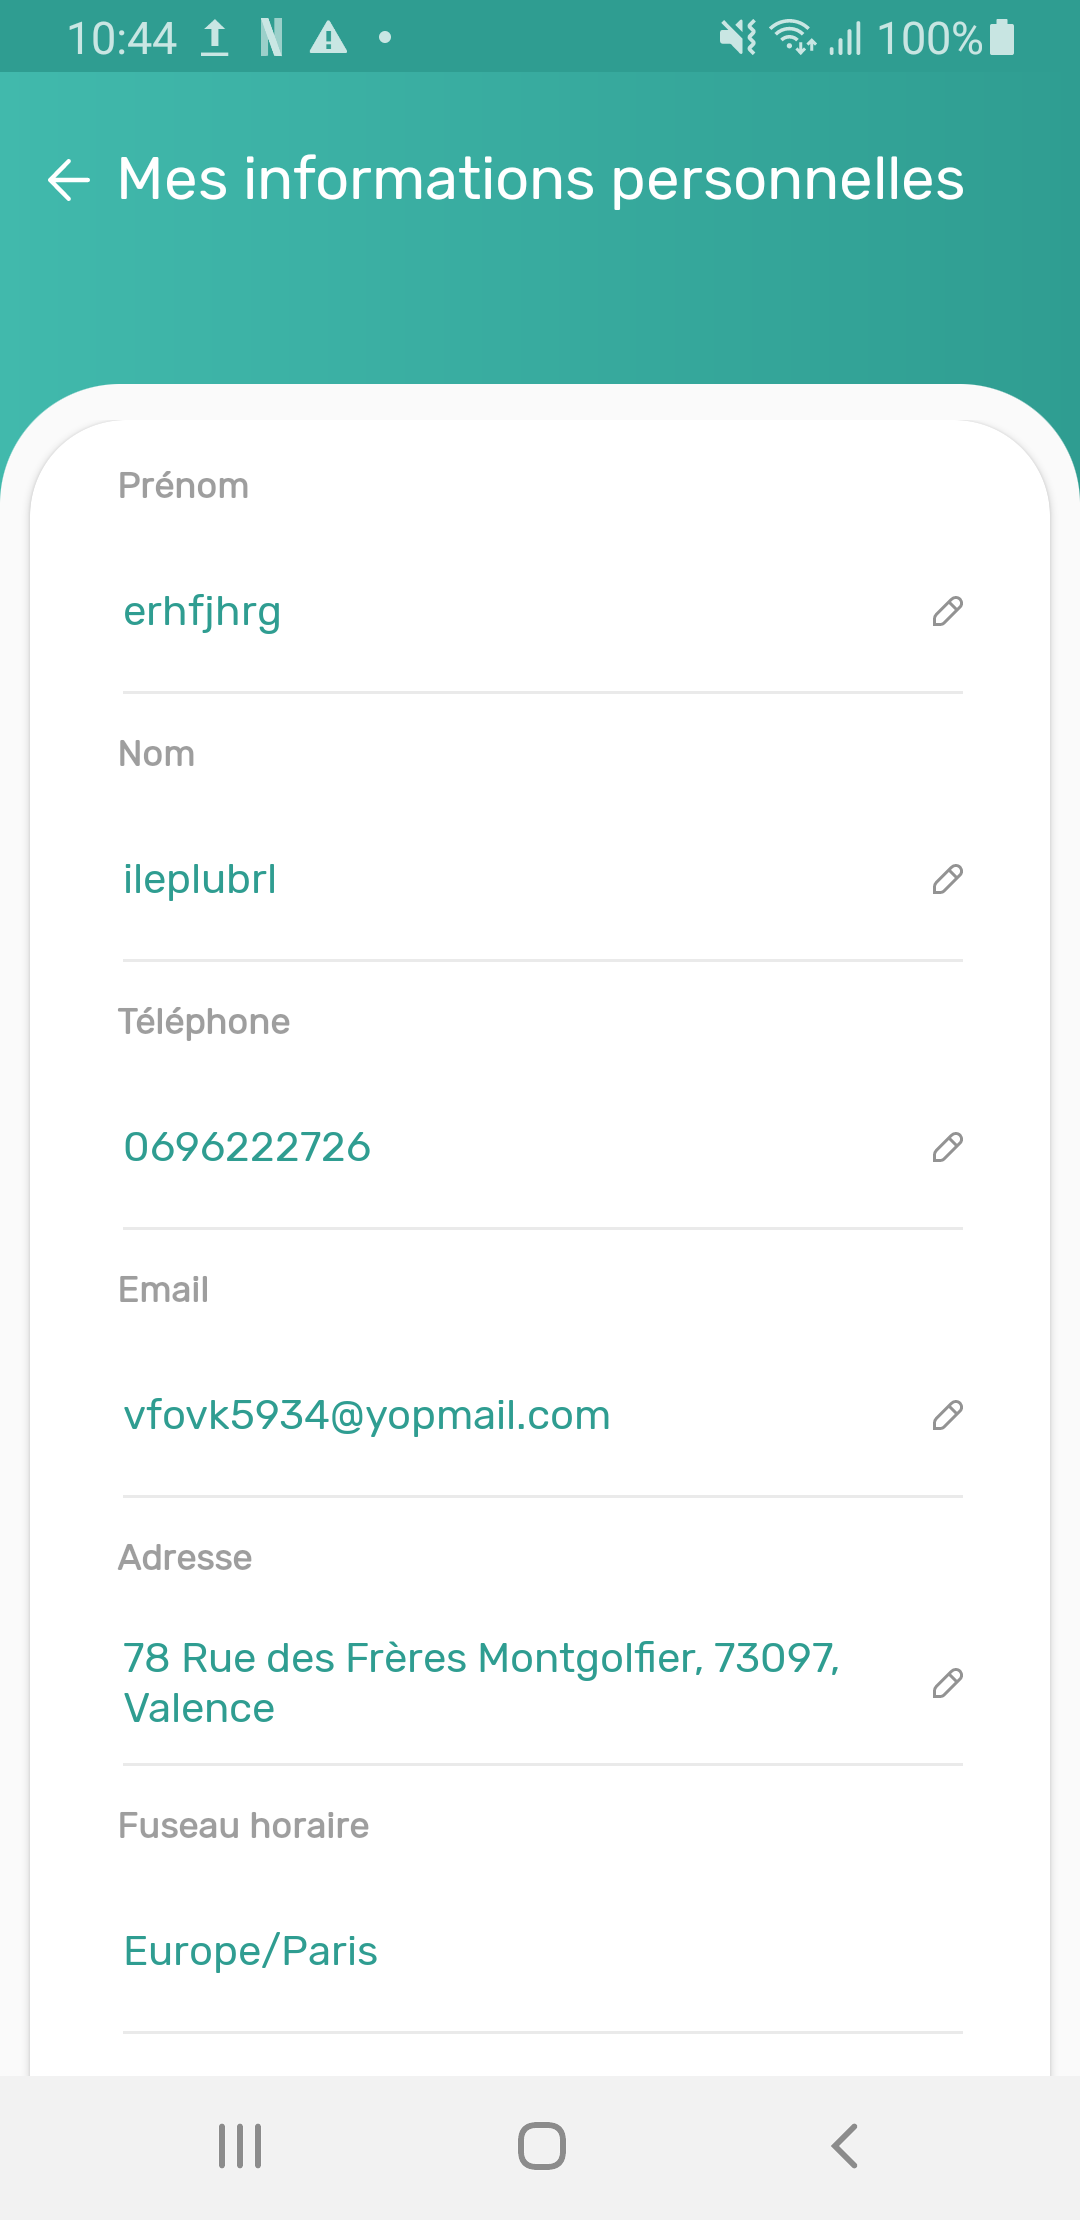 10:44
100%
Mes informations personnelles
Prénom
erhfjhrg
Nom
ileplubrl
Téléphone
0696222726
Email
vfovk5934@yopmail.com
Adresse
78 Rue des Frères Montgolfier, 73097,
Valence
Fuseau horaire
Europe/Paris